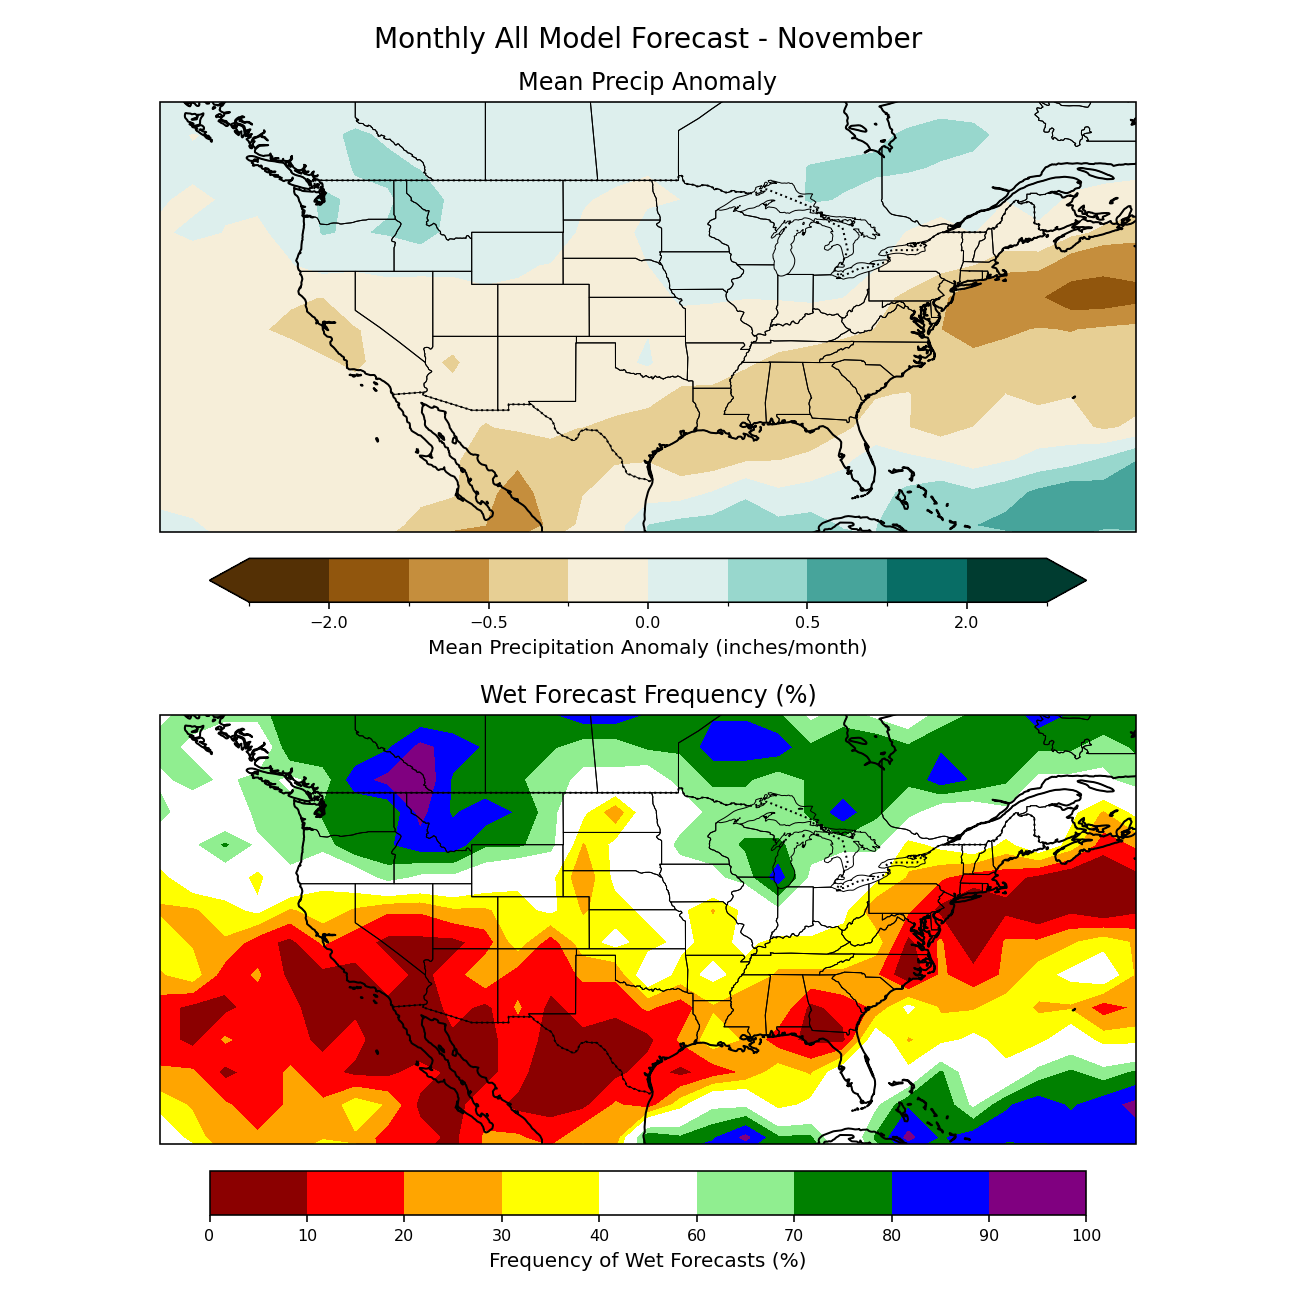 Monthly All Model Forecast - November
Mean Precip Anomaly
−2.0 −0.5 0.0 0.5 2.0
Mean Precipitation Anomaly (inches/month)
Wet Forecast Frequency (%)
0 10 20 30 40 60 70 80 90 100
Frequency of Wet Forecasts (%)